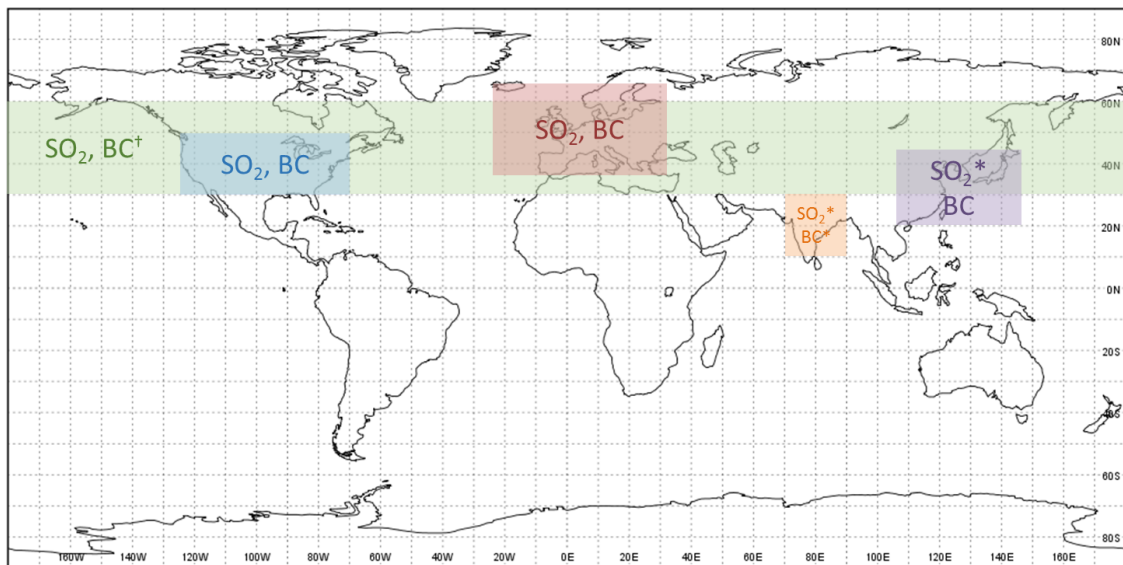 80N
60N
SO₂, BC
SO₂, BC†
SO₂, BC
40N
SO₂*
BC
SO₂*
BC*
20N
0N
20S
40S
60S
80S
160W 140W 120W 100W 80W 60W 40W 20W 0E 20E 40E 60E 80E 100E 120E 140E 160E